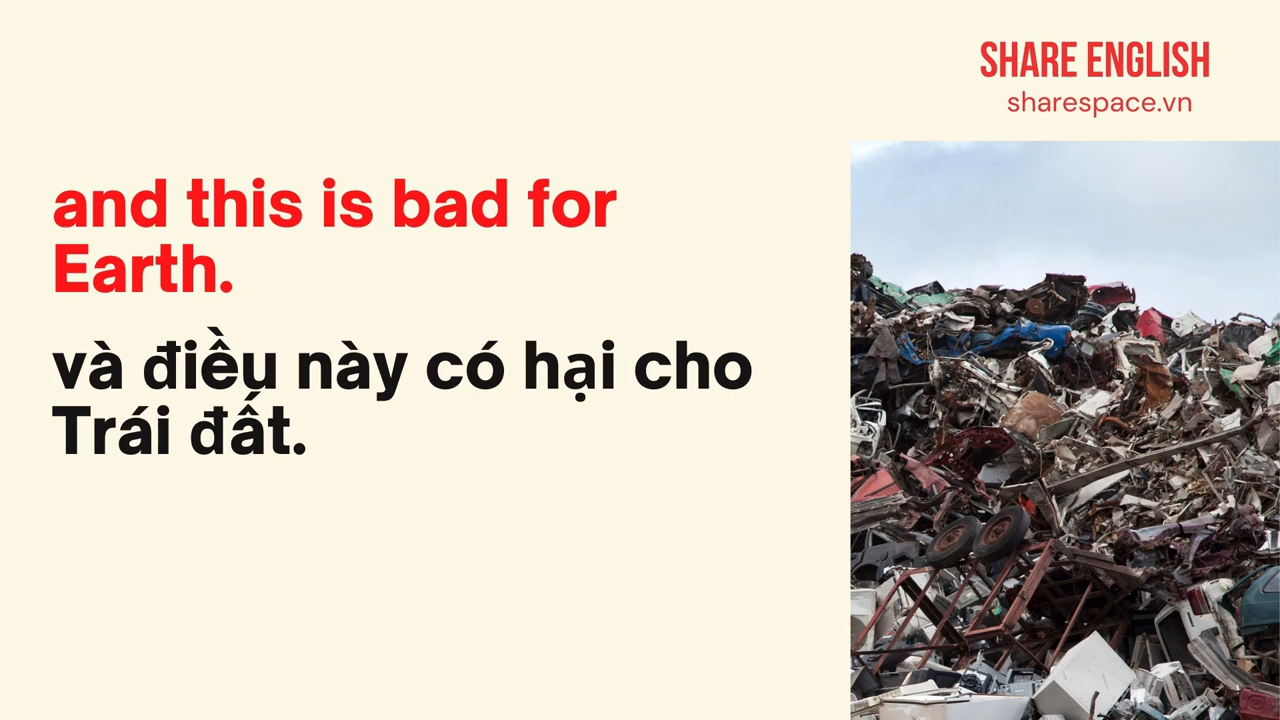 SHARE ENGLISH
sharespace.vn
and this is bad for
Earth.
và điều này có hại cho
Trái đất.